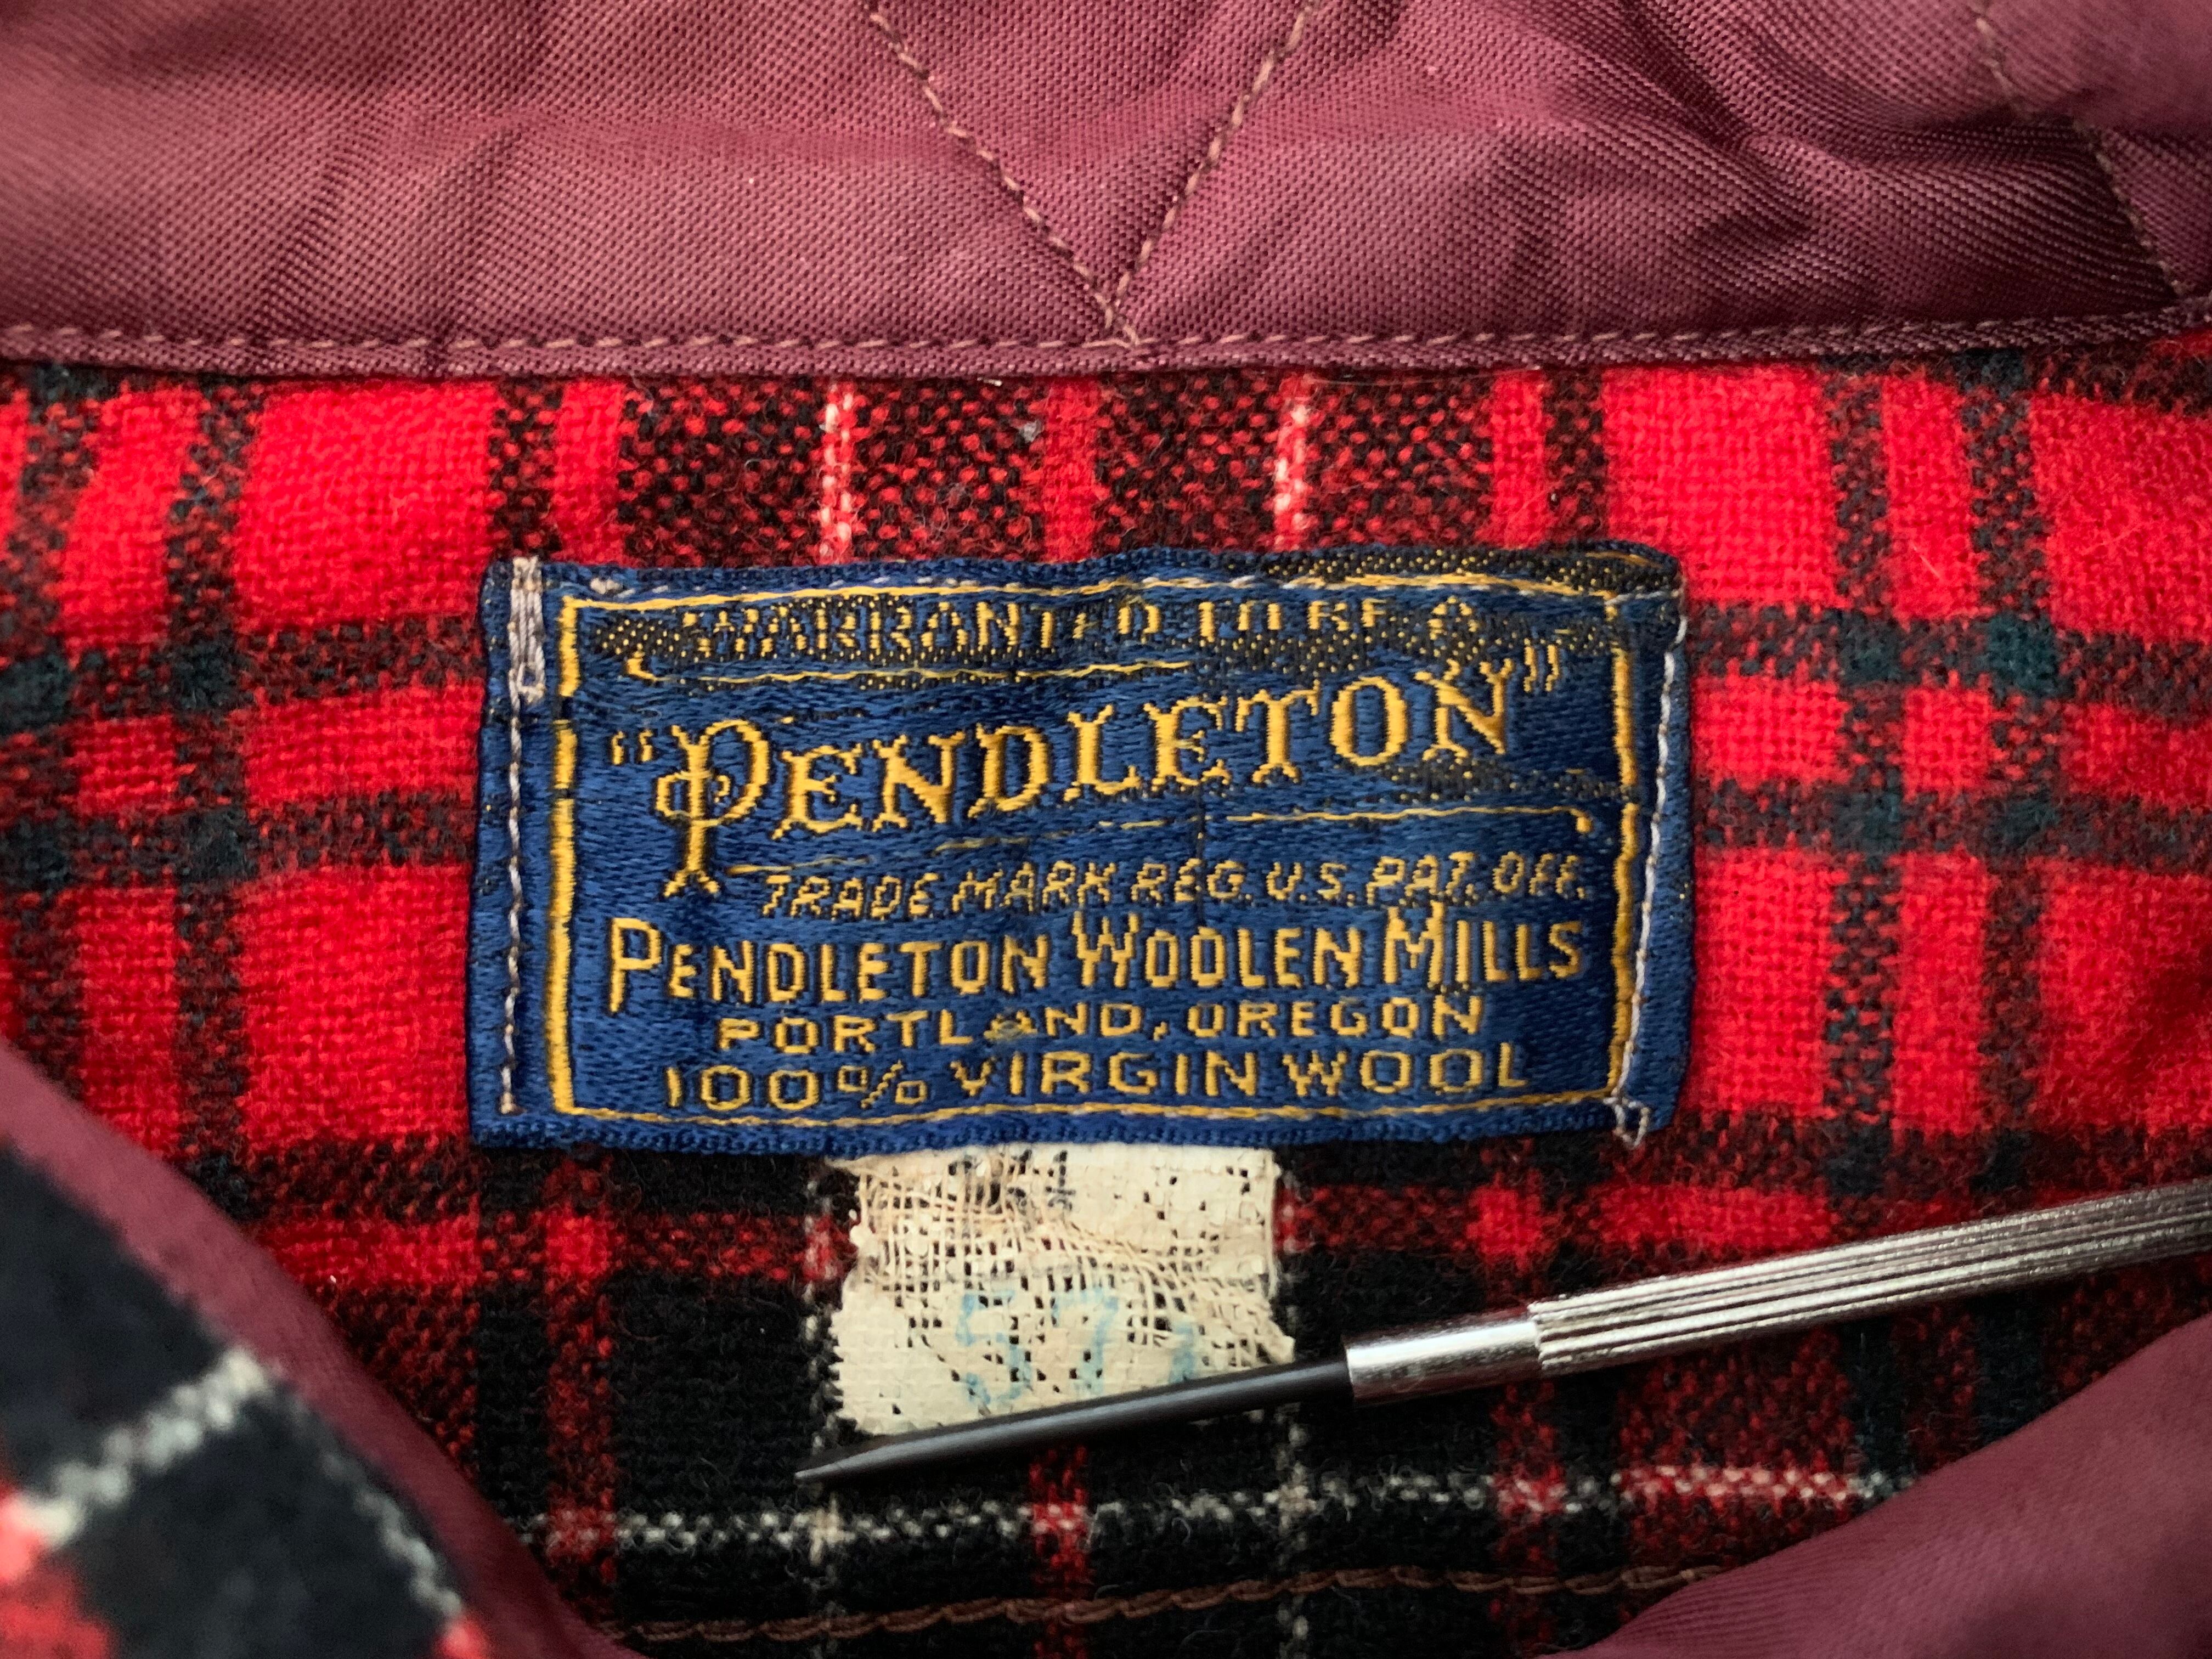 WARRANTED TO BE A
"PENDLETON"
TRADE MARK REG. U.S. PAT. OFF.
PENDLETON WOOLEN MILLS
PORTLAND, OREGON
100% VIRGIN WOOL